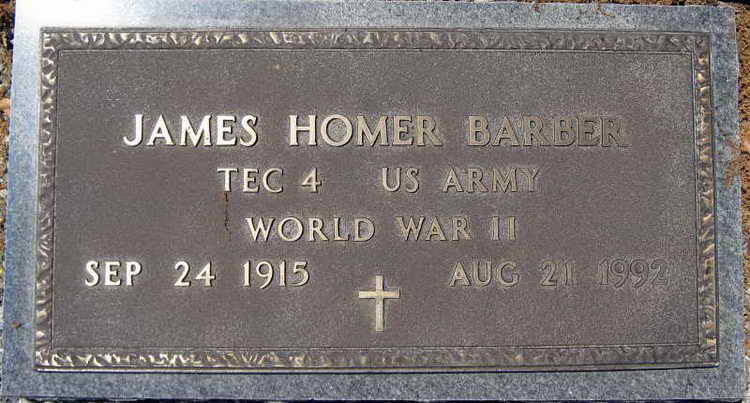 JAMES HOMER BARBER
TEC 4 US ARMY
WORLD WAR II
SEP 24 1915 AUG 21 1992